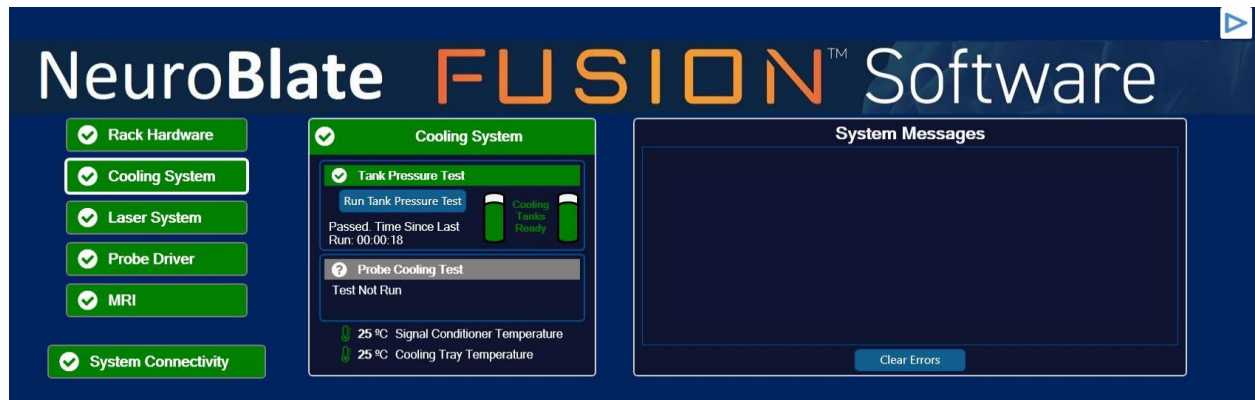 NeuroBlate FUSION™ Software
Rack Hardware
Cooling System
Laser System
Probe Driver
MRI
System Connectivity
Cooling System
Tank Pressure Test
Run Tank Pressure Test
Passed. Time Since Last
Run: 00:00:18
Cooling
Tanks
Ready
? Probe Cooling Test
Test Not Run
25 ºC Signal Conditioner Temperature
25 ºC Cooling Tray Temperature
System Messages
Clear Errors